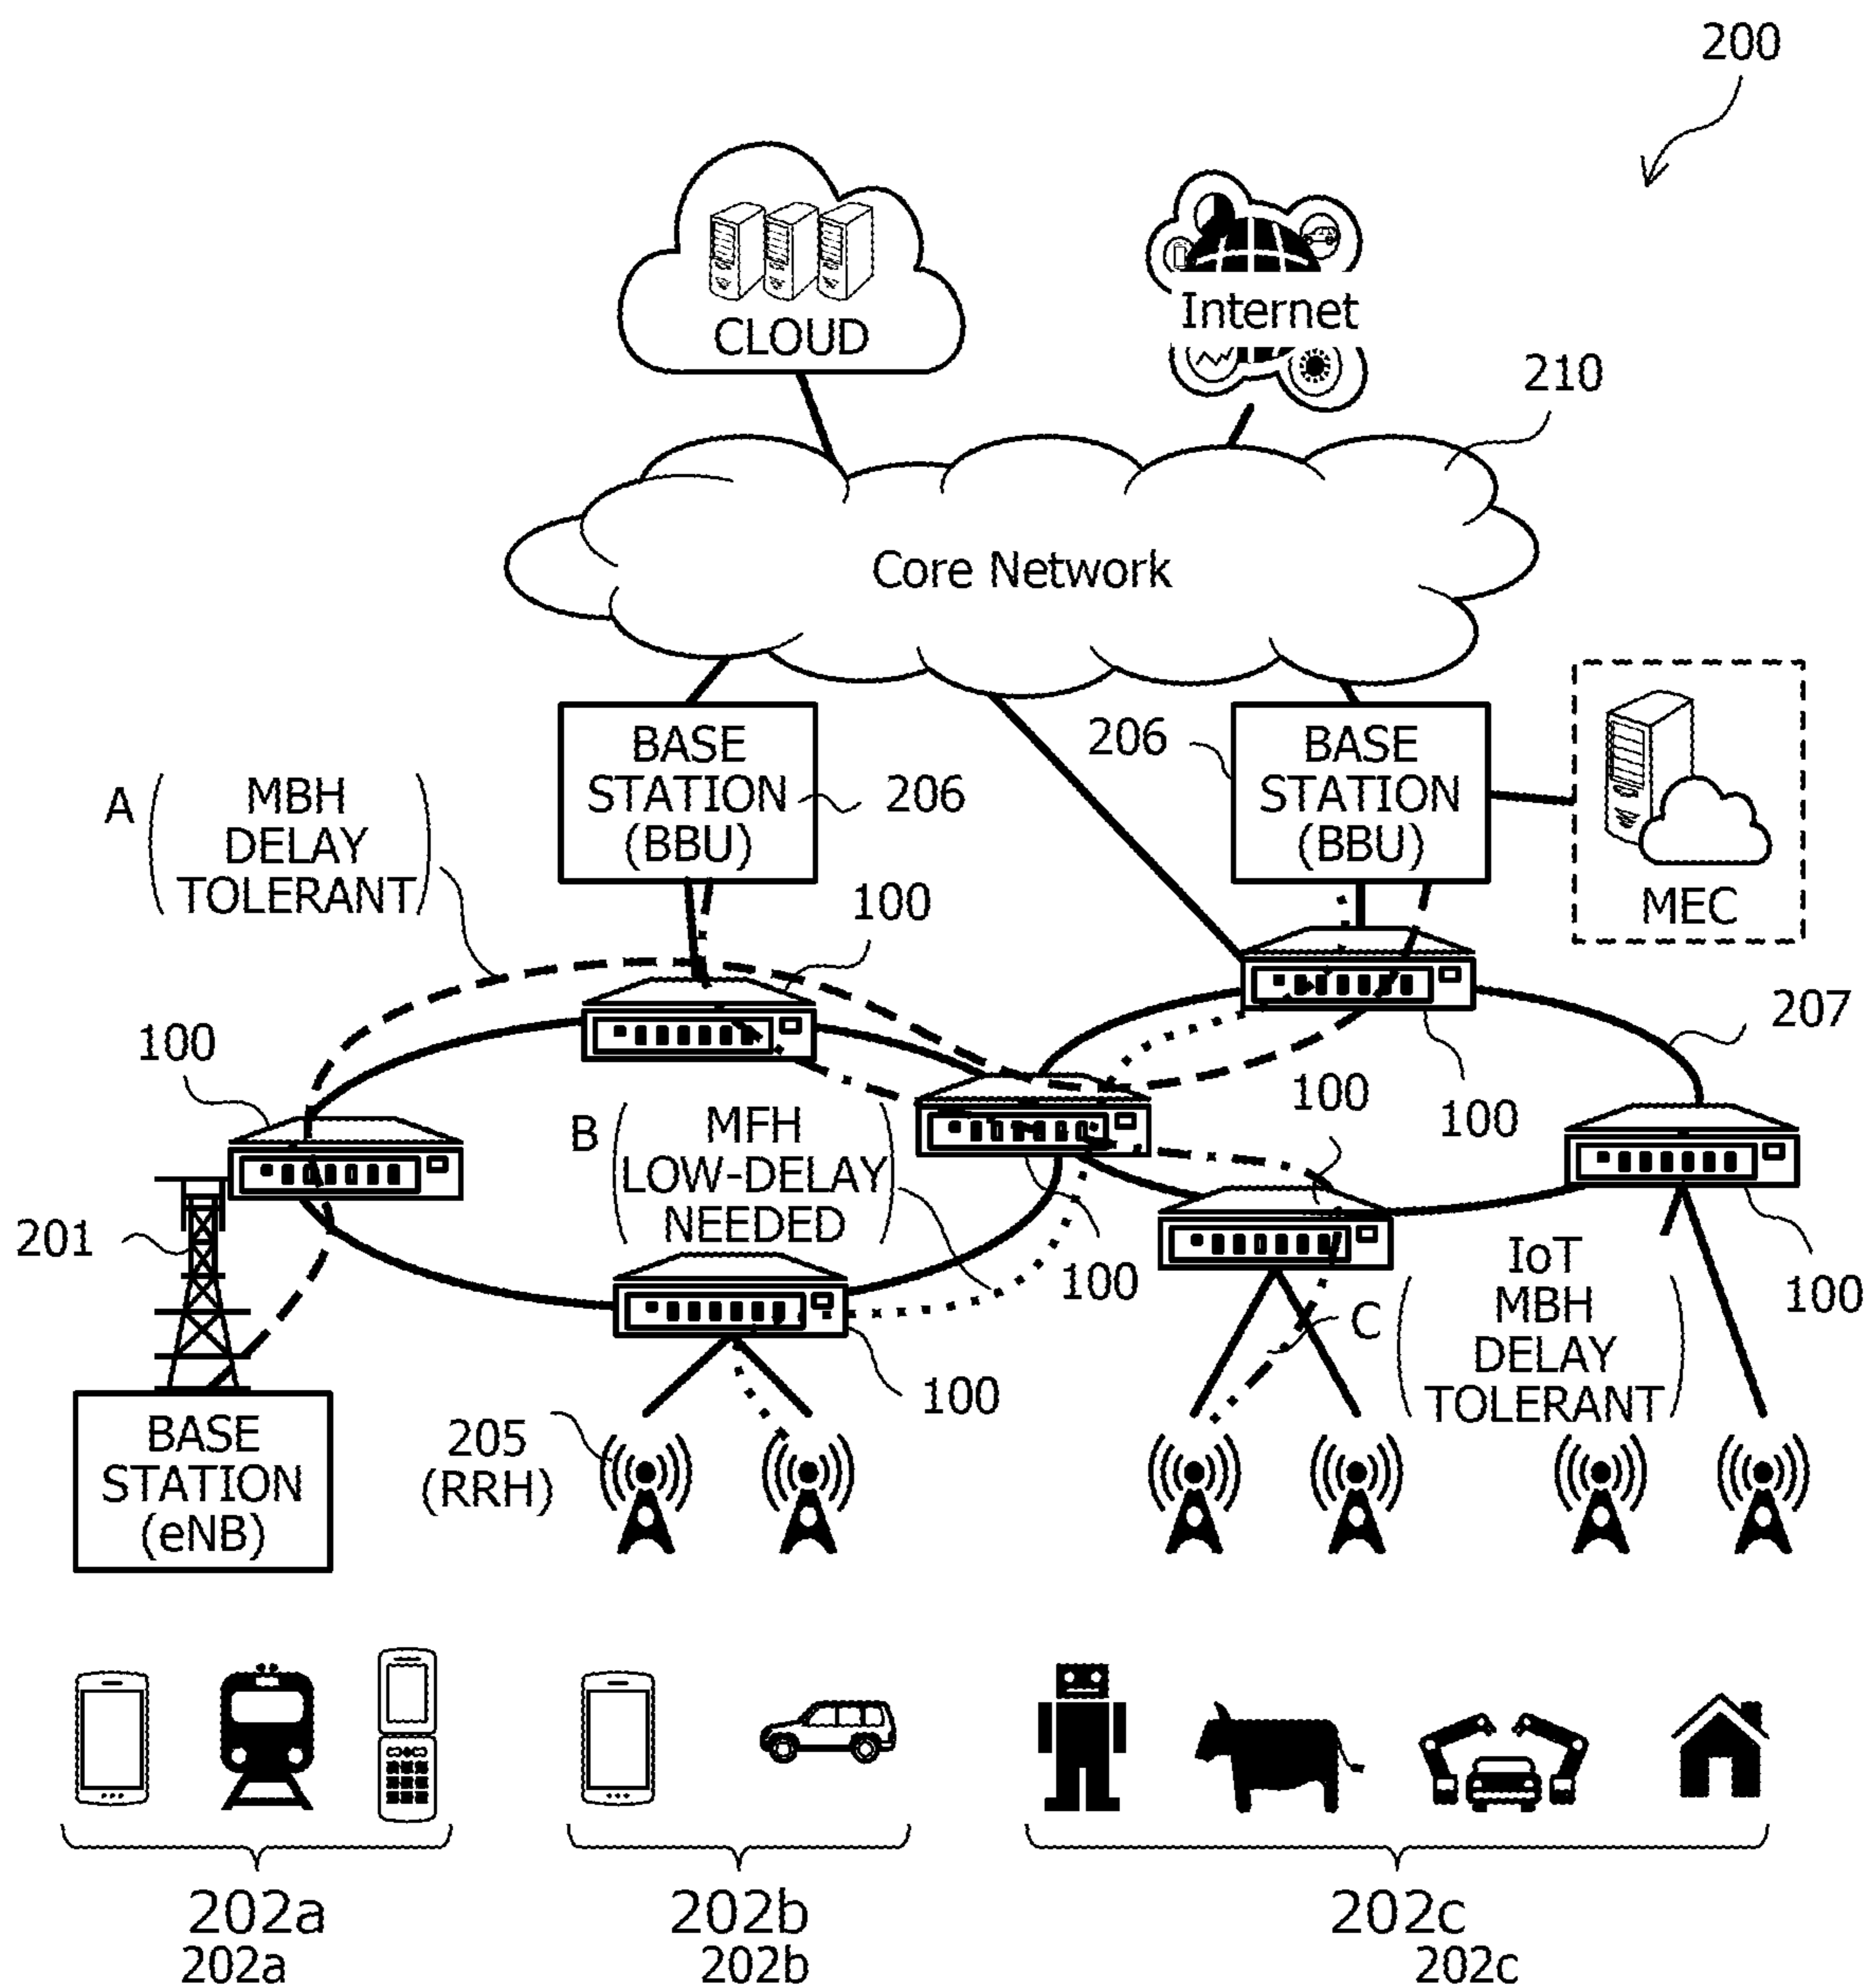 200
CLOUD
Internet
210
Core Network
BASE
STATION
(BBU)
206
206
BASE
STATION
(BBU)
MEC
A
MBH
DELAY
TOLERANT
100
207
100
100
100
B
MFH
LOW-DELAY
NEEDED
201
100
100
IoT
MBH
DELAY
TOLERANT
C
100
BASE
STATION
(eNB)
205
(RRH)
202a
202b
202c
202a
202b
202c